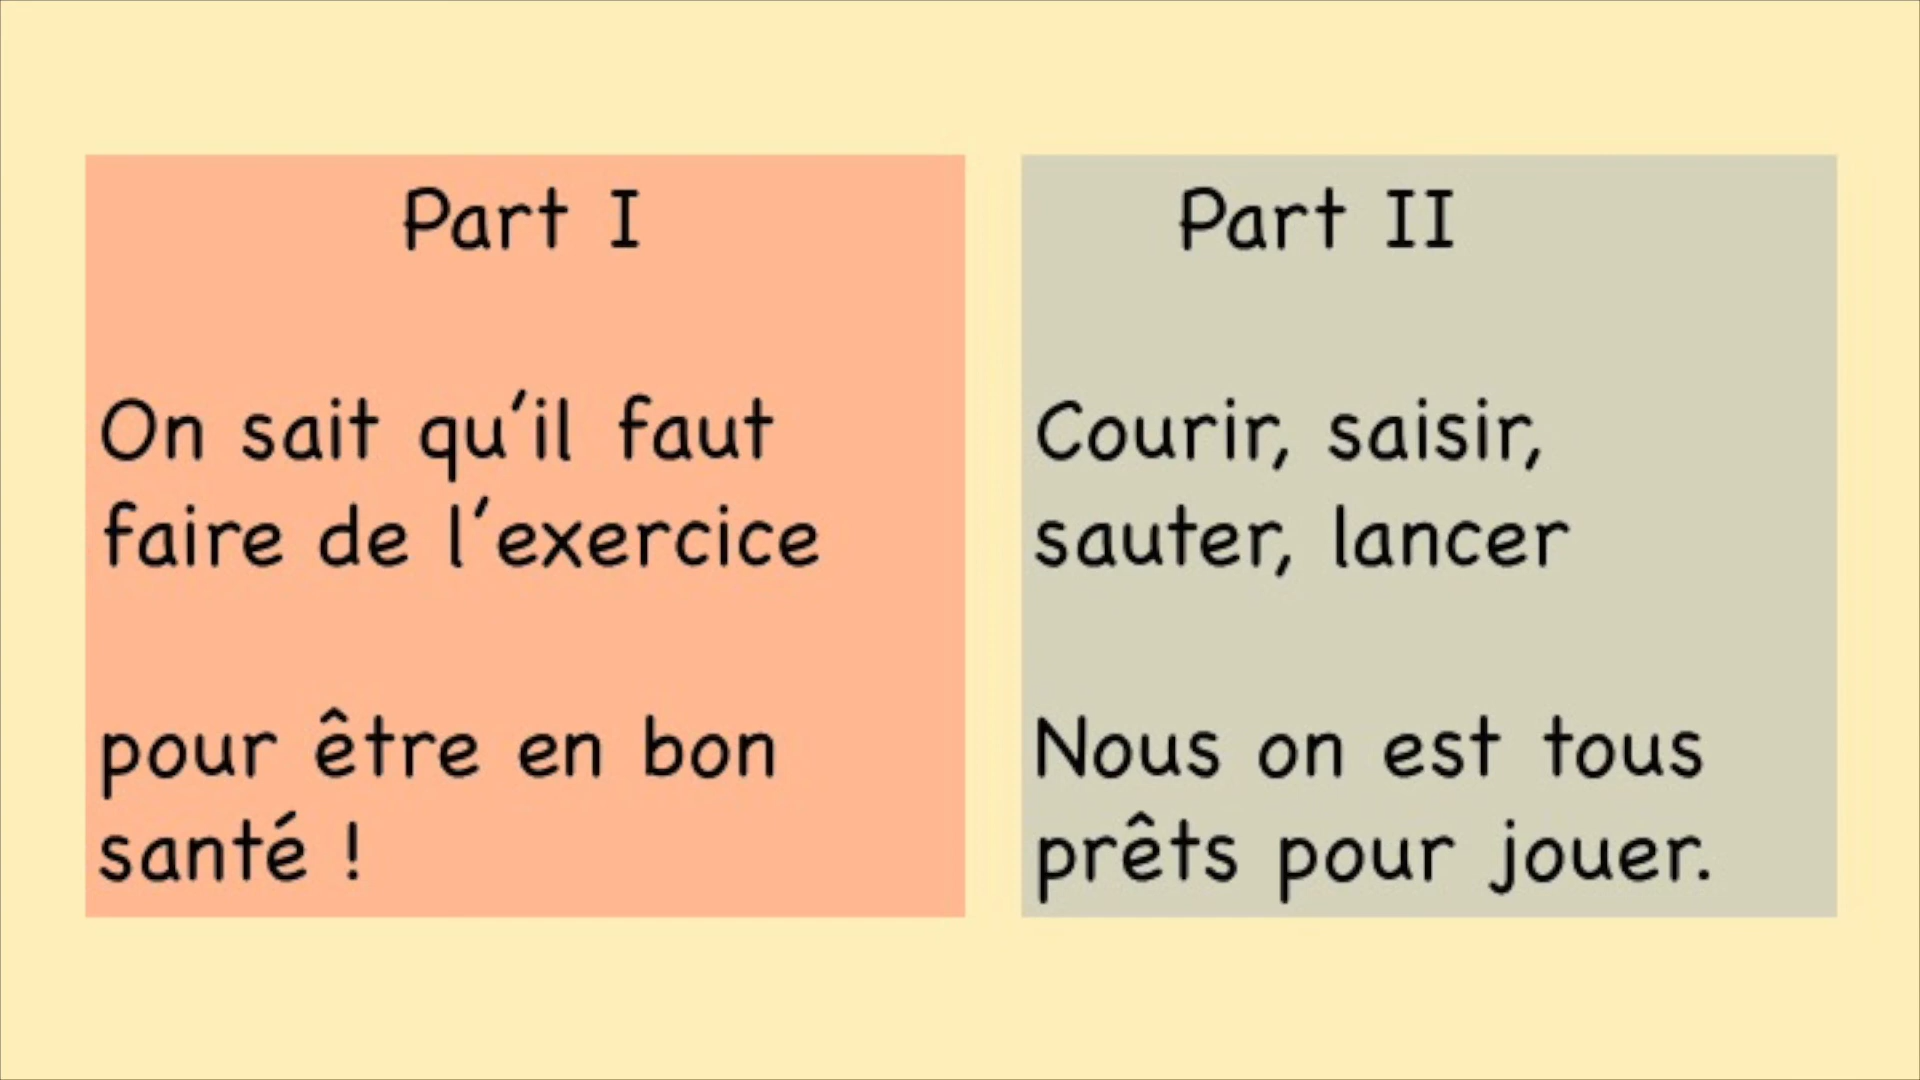 Part I
On sait qu’il faut
faire de l’exercice
pour être en bon
santé !
Part II
Courir, saisir,
sauter, lancer
Nous on est tous
prêts pour jouer.